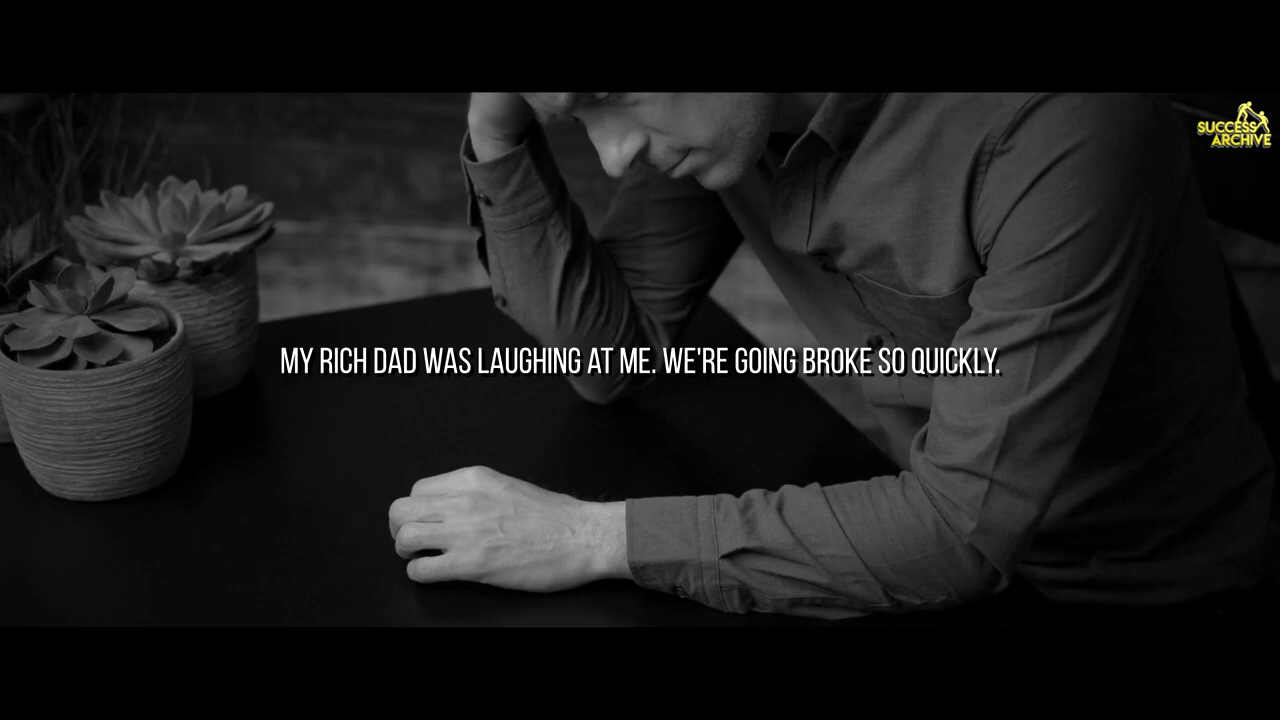 SUCCESS
ARCHIVE
MY RICH DAD WAS LAUGHING AT ME. WE'RE GOING BROKE SO QUICKLY.